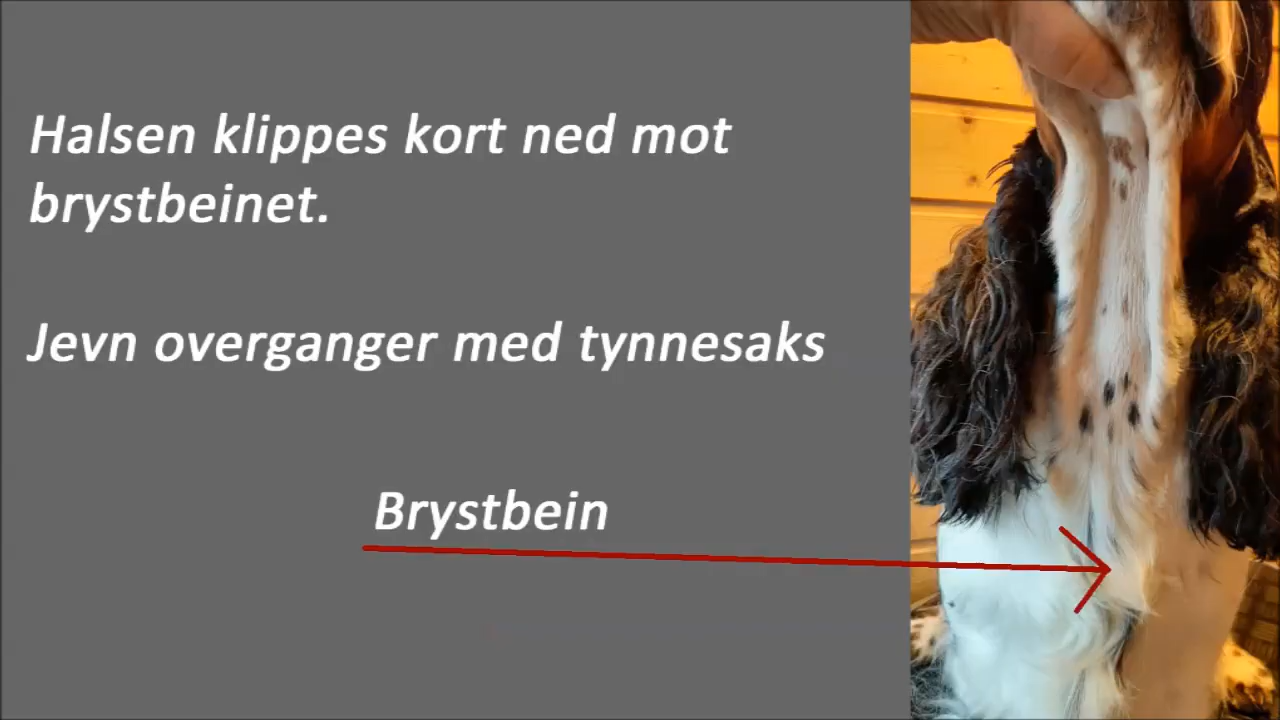 Halsen klippes kort ned mot
brystbeinet.
Jevn overganger med tynnesaks
Brystbein